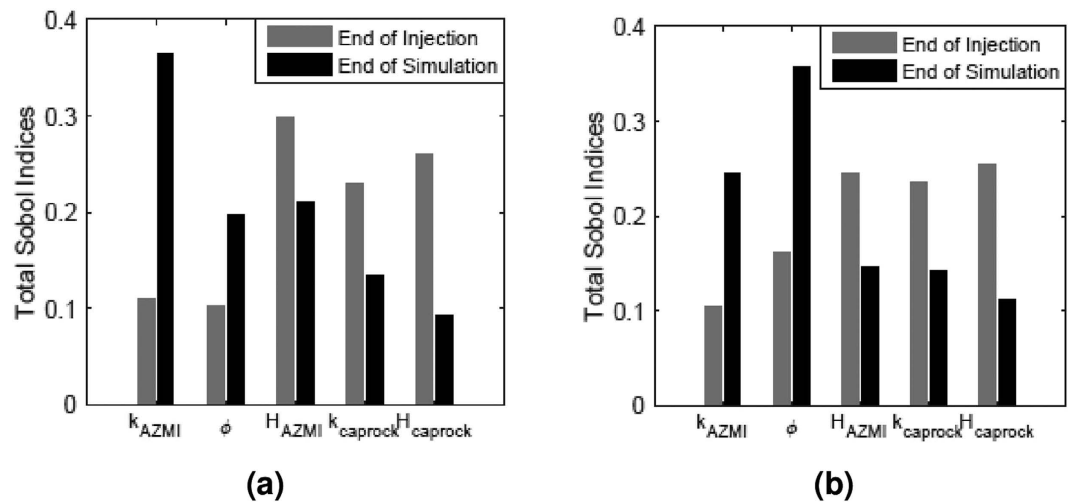 0.4
End of Injection
End of Simulation
0.3
0.2
0.1
0
Total Sobol Indices
k_AZMI ϕ H_AZMI k_caprock H_caprock
(a)
0.4
End of Injection
End of Simulation
0.3
0.2
0.1
0
Total Sobol Indices
k_AZMI ϕ H_AZMI k_caprock H_caprock
(b)